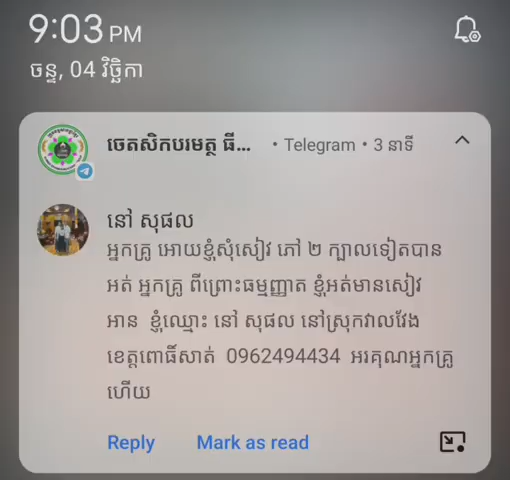 9:03 PM
ចន្ទ, 04 វិច្ឆិកា
ចេតសិកបរមត្ថ ធី... • Telegram • 3 នាទី
នៅ សុផល
អ្នកគ្រូ អោយខ្ញុំសុំសៀវ ភៅ ២ ក្បាលទៀតបាន
អត់ អ្នកគ្រូ ពីព្រោះធម្មញ្ញាត ខ្ញុំអត់មានសៀវ
អាន ខ្ញុំឈ្មោះ នៅ សុផល នៅស្រុកវាលវែង
ខេត្តពោធិ៍សាត់ 0962494434 អរគុណអ្នកគ្រូ
ហើយ
Reply Mark as read